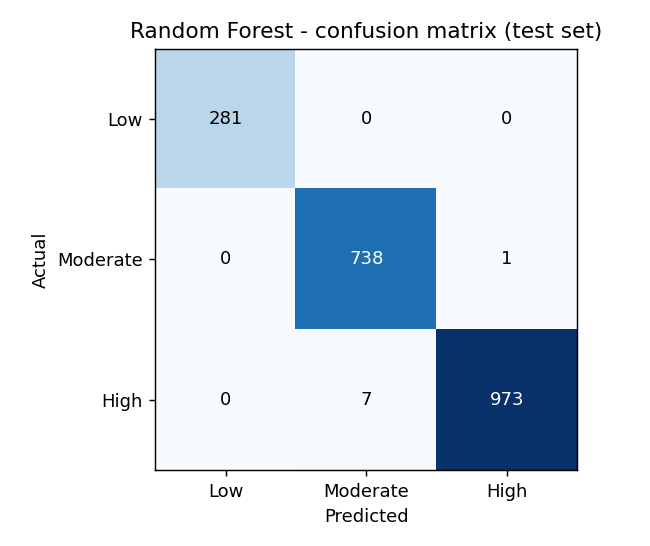 Random Forest - confusion matrix (test set)
Low 281 0 0
Actual
Moderate 0 738 1
High 0 7 973
Low Moderate High
Predicted